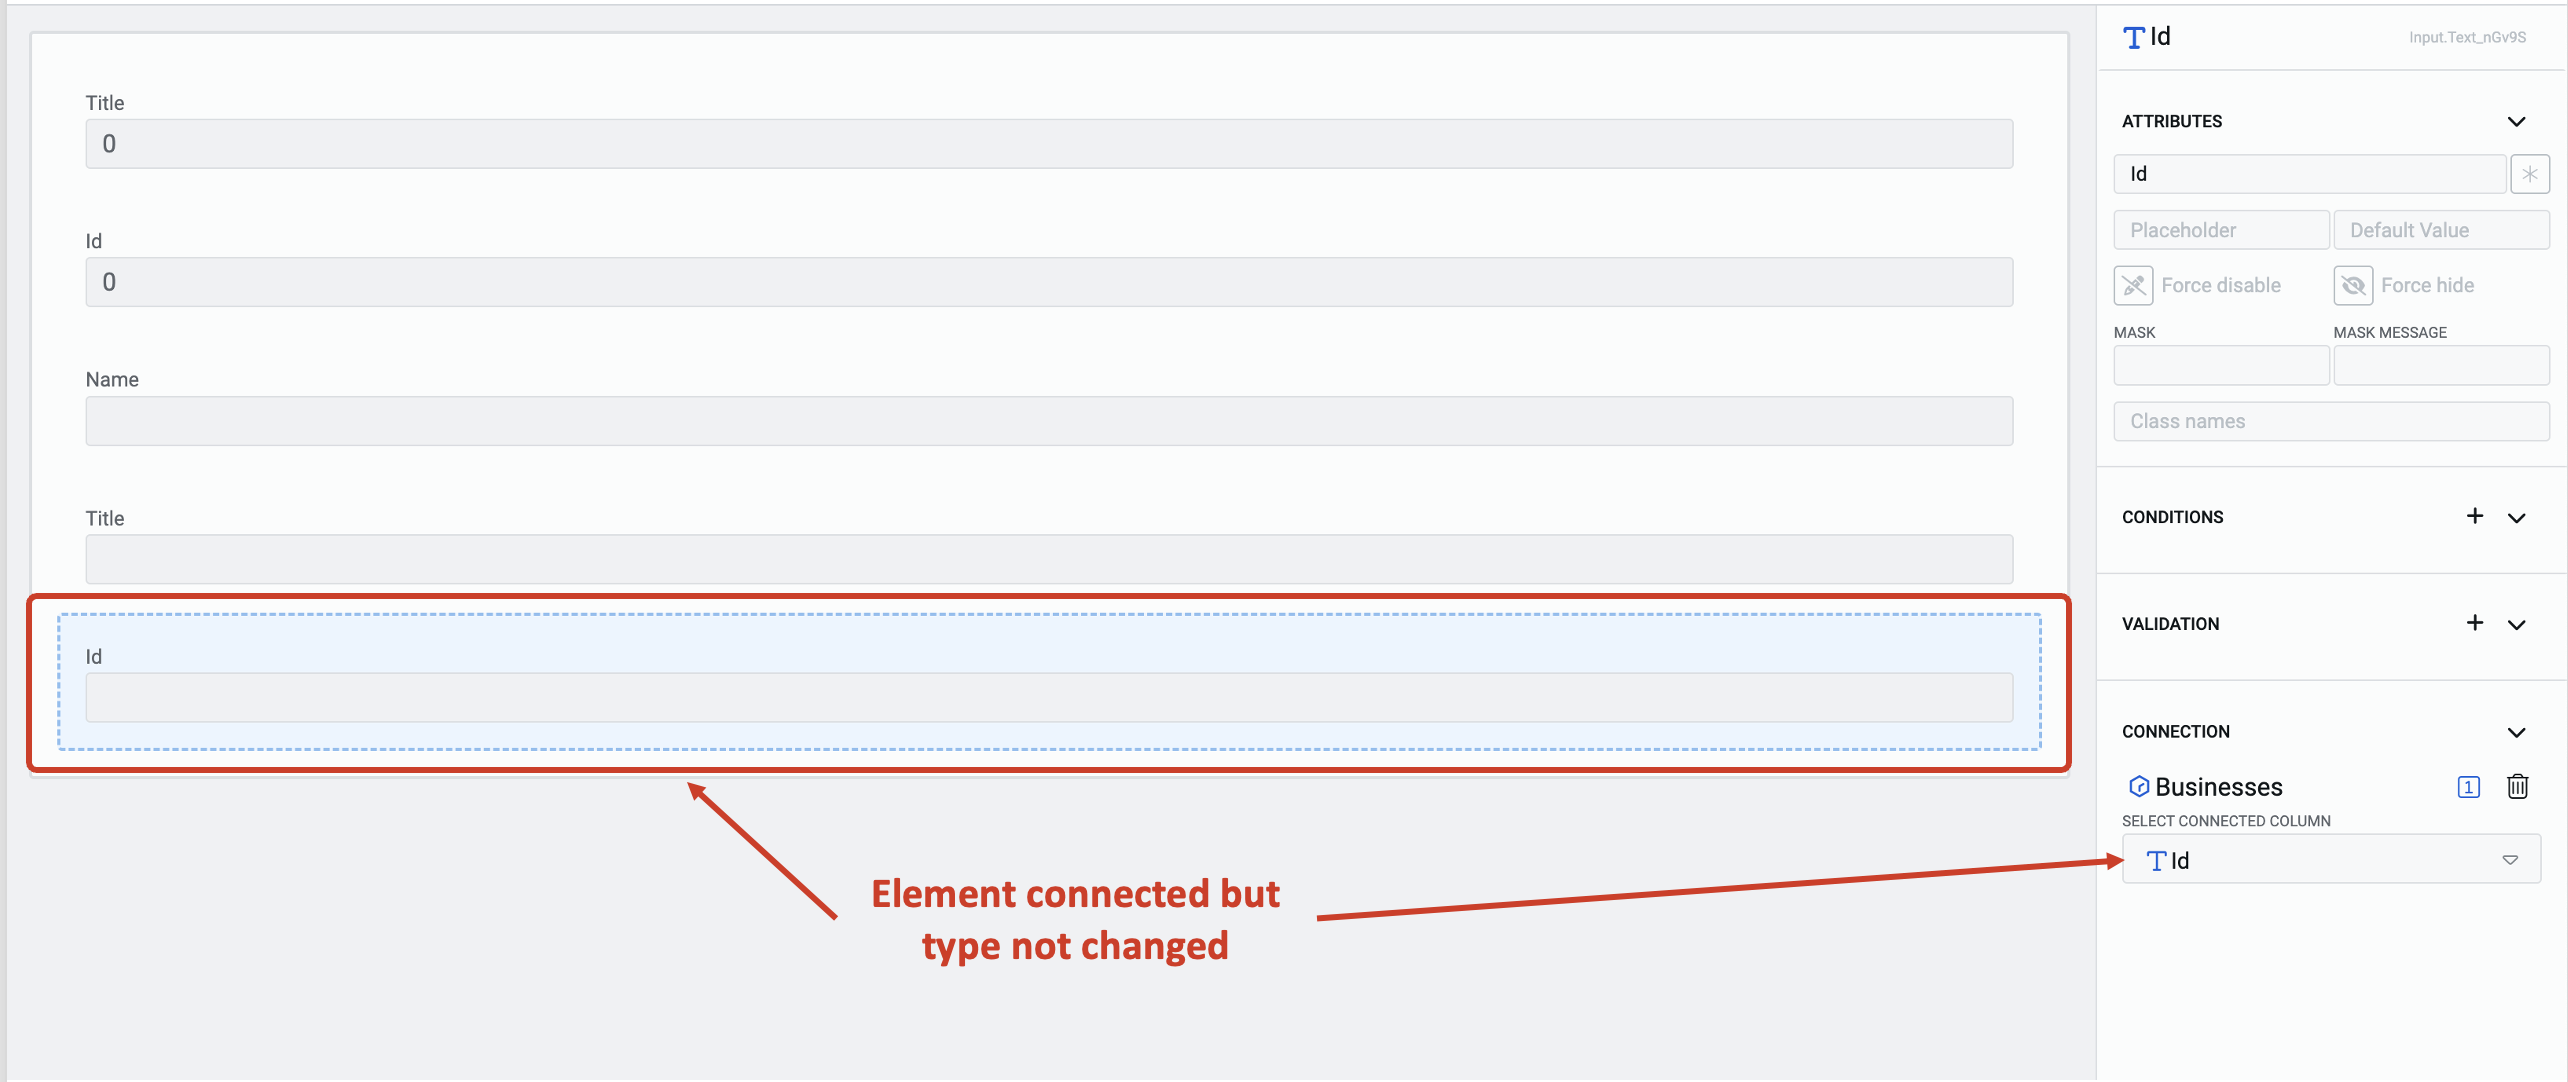 Title
0
Id
0
Name
Title
Id
Element connected but
type not changed
Id
Input.Text_nGv9S
ATTRIBUTES
Id
Placeholder
Default Value
Force disable
Force hide
MASK
MASK MESSAGE
Class names
CONDITIONS
VALIDATION
CONNECTION
Businesses
1
SELECT CONNECTED COLUMN
Id